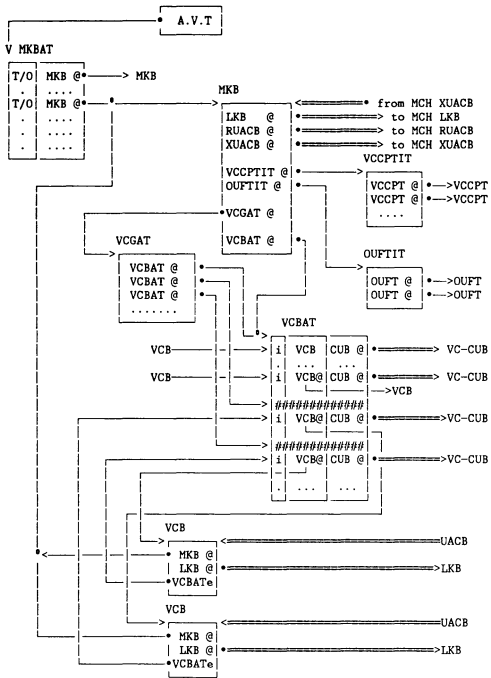 A.V.T
V MKBAT
T/O MKB @ > MKB
. ....
T/O MKB @
. ....
. ....
. ....
MKB
from MCH XUACB
LKB @ > to MCH LKB
RUACB @ > to MCH RUACB
XUACB @ > to MCH XUACB
VCCPTIT @
OUFTIT @
VCGAT @
VCBAT @
VCCPTIT
VCCPT @ ->VCCPT
VCCPT @ ->VCCPT
....
OUFTIT
OUFT @ ->OUFT
OUFT @ ->OUFT
VCGAT
VCBAT @
VCBAT @
VCBAT @
.......
VCBAT
VCB > i VCB CUB @ > VC-CUB
. ... ...
VCB > i VCB@ CUB @ > VC-CUB
>VCB
#############
> i VCB@ CUB @ >VC-CUB
#############
> i VCB@ CUB @ >VC-CUB
. ... ...
VCB
> < UACB
MKB @
LKB @ >LKB
VCBATe
VCB
> < UACB
MKB @
LKB @ >LKB
VCBATe